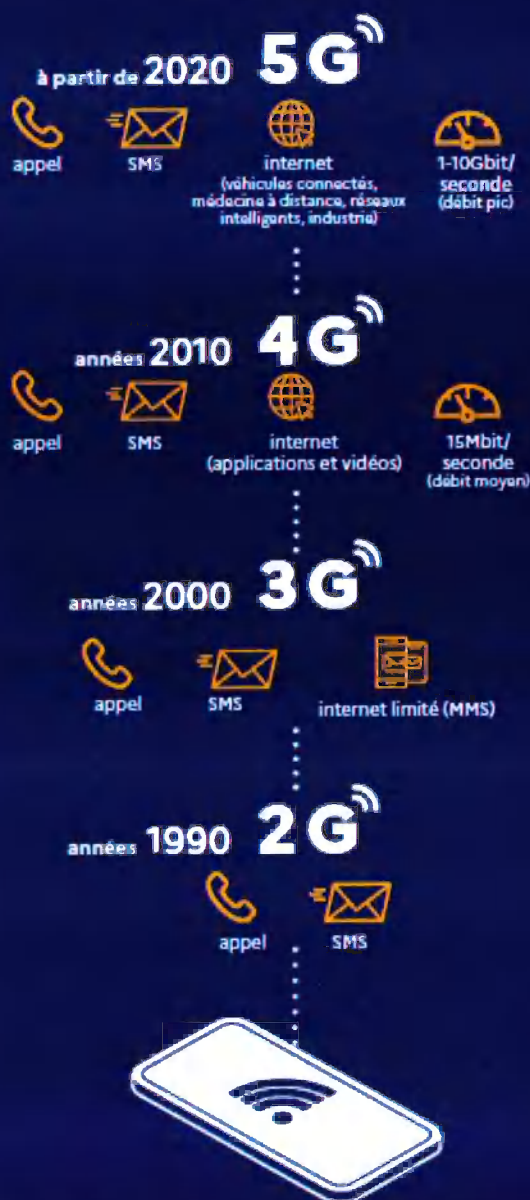 à partir de 2020 5G
appel
SMS
internet
(véhicules connectés,
médecine à distance, réseaux
intelligents, industrie)
1-10Gbit/
seconde
(débit pic)
années 2010 4G
appel
SMS
internet
(applications et vidéos)
15Mbit/
seconde
(débit moyen)
années 2000 3G
appel
SMS
internet limité (MMS)
années 1990 2G
appel
SMS